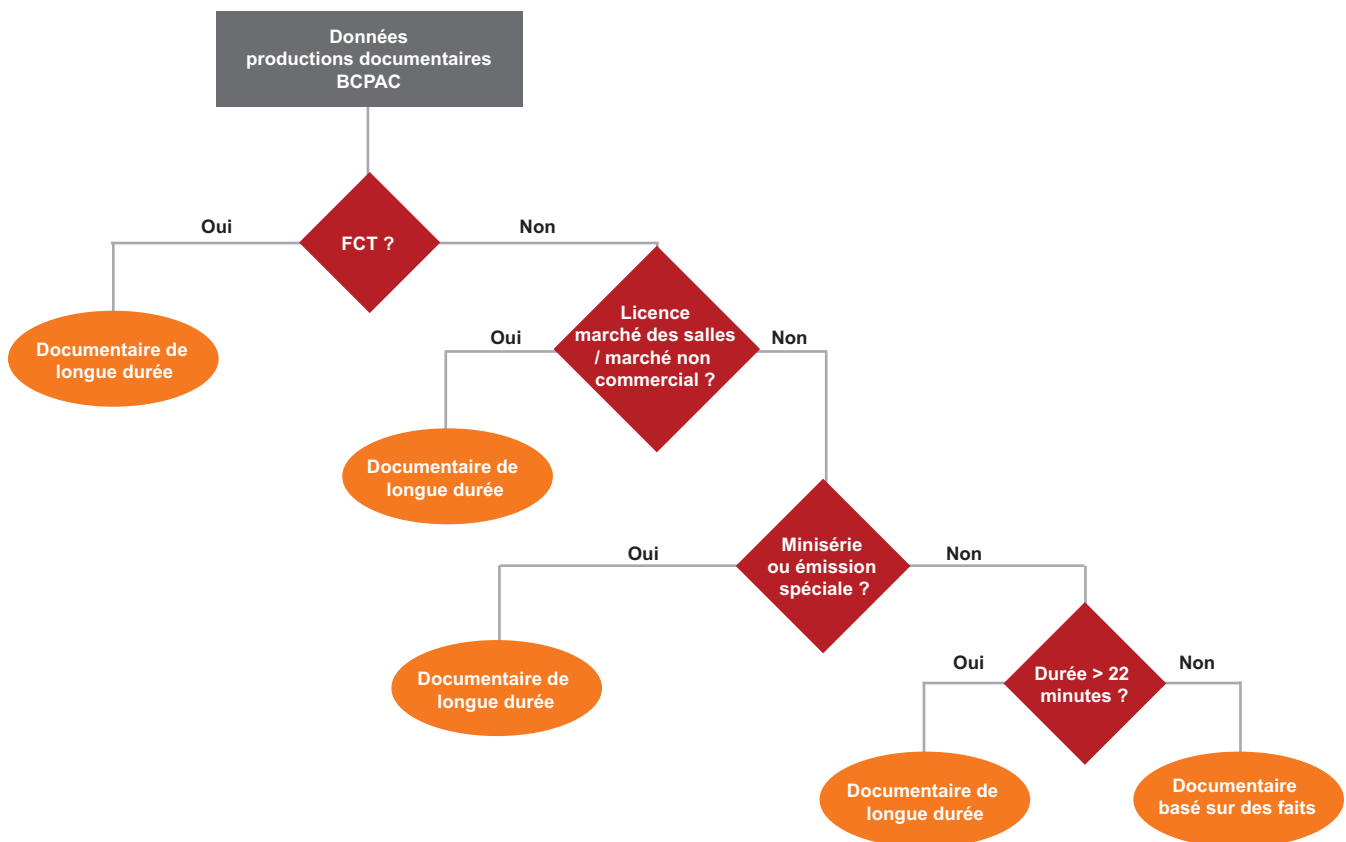 Données
productions documentaires
BCPAC
Oui
FCT ?
Non
Documentaire de
longue durée
Oui
Licence
marché des salles
/ marché non
commercial ?
Non
Documentaire de
longue durée
Oui
Minisérie
ou émission
spéciale ?
Non
Documentaire de
longue durée
Oui
Durée > 22
minutes ?
Non
Documentaire de
longue durée
Documentaire
basé sur des faits